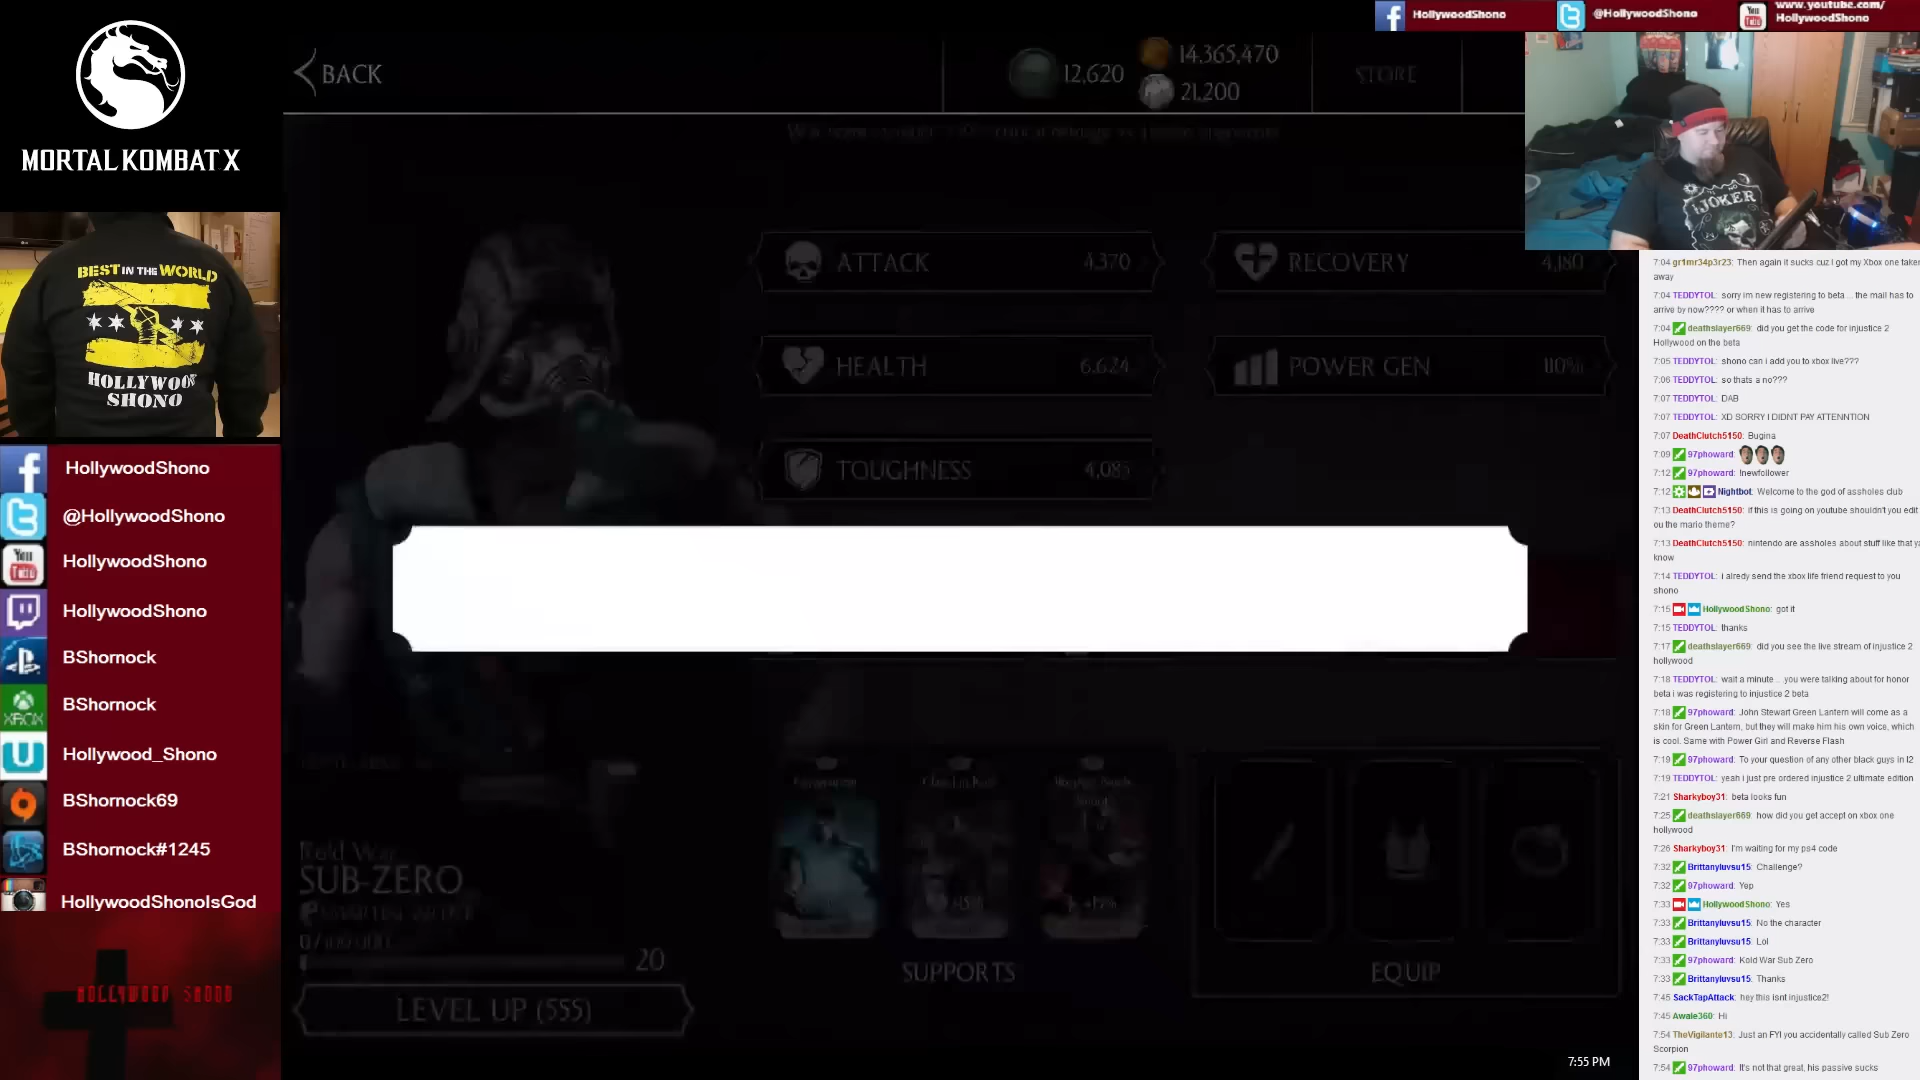 MORTAL KOMBAT X
BEST IN THE WORLD
HOLLYWOOD
SHONO
HollywoodShono
@HollywoodShono
HollywoodShono
HollywoodShono
BShornock
BShornock
Hollywood_Shono
BShornock69
BShornock#1245
HollywoodShonoIsGod
HOLLYWOOD SHONO
BACK
12,620
14,365,470
21,200
STORE
ATTACK
4,370
RECOVERY
4,180
HEALTH
6,624
POWER GEN
110%
TOUGHNESS
4,085
SUB-ZERO
MARTIAL ARTIST
20
LEVEL UP (555)
SUPPORTS
EQUIP
7:55 PM
HollywoodShono
@HollywoodShono
www.youtube.com/
HollywoodShono
JOKER
7:04 gr1mr34p3r23: Then again it sucks cuz I got my Xbox one taken
away
7:04 TEDDYTOL: sorry im new registering to beta ... the mail has to
arrive by now???? or when it has to arrive
7:04 deathslayer669: did you get the code for injustice 2
Hollywood on the beta
7:05 TEDDYTOL: shono can i add you to xbox live???
7:06 TEDDYTOL: so thats a no???
7:07 TEDDYTOL: DAB
7:07 TEDDYTOL: XD SORRY I DIDNT PAY ATTENNTION
7:07 DeathClutch5150: Bugina
7:09 97phoward:
7:12 97phoward: !newfollower
7:12 Nightbot: Welcome to the god of assholes club
7:13 DeathClutch5150: if this is going on youtube shouldn't you edit
ou the mario theme?
7:13 DeathClutch5150: nintendo are assholes about stuff like that ya
know
7:14 TEDDYTOL: i alredy send the xbox life friend request to you
shono
7:15 HollywoodShono: got it
7:15 TEDDYTOL: thanks
7:17 deathslayer669: did you see the live stream of injustice 2
hollywood
7:18 TEDDYTOL: wait a minute ... you were talking about for honor
beta i was registering to injustice 2 beta
7:18 97phoward: John Stewart Green Lantern will come as a
skin for Green Lantern, but they will make him his own voice, which
is cool. Same with Power Girl and Reverse Flash
7:19 97phoward: To your question of any other black guys in I2
7:19 TEDDYTOL: yeah i just pre ordered injustice 2 ultimate edition
7:21 Sharkyboy31: beta looks fun
7:25 deathslayer669: how did you get accept on xbox one
hollywood
7:26 Sharkyboy31: I'm waiting for my ps4 code
7:32 Brittanyluvsu15: Challenge?
7:32 97phoward: Yep
7:33 HollywoodShono: Yes
7:33 Brittanyluvsu15: No the character
7:33 Brittanyluvsu15: Lol
7:33 97phoward: Kold War Sub Zero
7:33 Brittanyluvsu15: Thanks
7:45 SackTapAttack: hey this isnt injustice2!
7:45 Awale360: Hi
7:54 TheVigilante13: Just an FYI you accidentally called Sub Zero
Scorpion
7:54 97phoward: It's not that great, his passive sucks